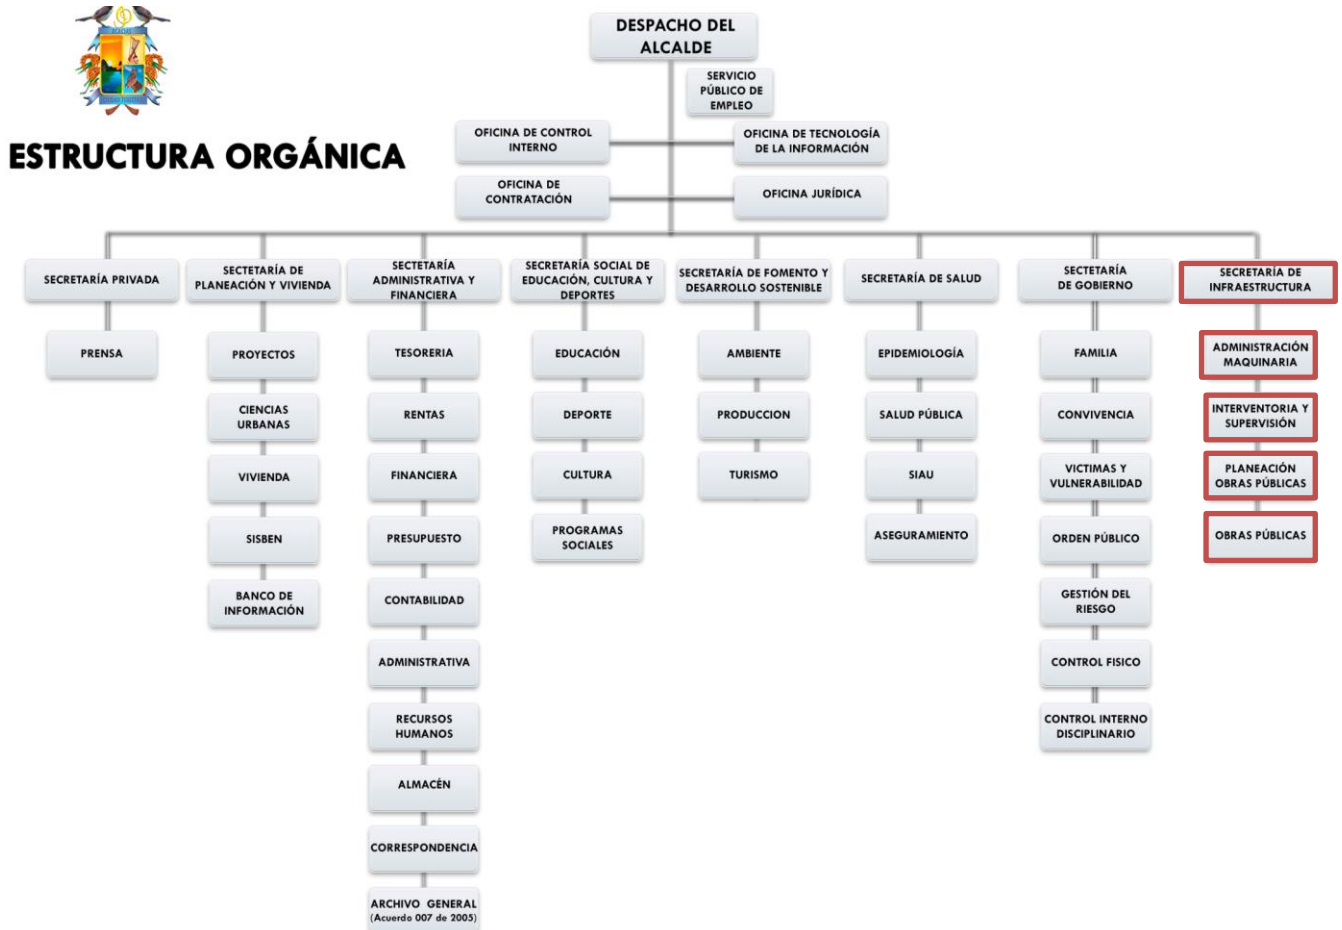 DESPACHO DEL
ALCALDE
SERVICIO
PÚBLICO DE
EMPLEO
ESTRUCTURA ORGÁNICA
OFICINA DE CONTROL
INTERNO
OFICINA DE TECNOLOGÍA
DE LA INFORMACIÓN
OFICINA DE
CONTRATACIÓN
OFICINA JURÍDICA
SECRETARÍA PRIVADA
PRENSA
SECTETARÍA DE
PLANEACIÓN Y VIVIENDA
PROYECTOS
CIENCIAS
URBANAS
VIVIENDA
SISBEN
BANCO DE
INFORMACIÓN
SECTETARÍA
ADMINISTRATIVA Y
FINANCIERA
TESORERIA
RENTAS
FINANCIERA
PRESUPUESTO
CONTABILIDAD
ADMINISTRATIVA
RECURSOS
HUMANOS
ALMACÉN
CORRESPONDENCIA
ARCHIVO GENERAL
(Acuerdo 007 de 2005)
SECRETARÍA SOCIAL DE
EDUCACIÓN, CULTURA Y
DEPORTES
EDUCACIÓN
DEPORTE
CULTURA
PROGRAMAS
SOCIALES
SECRETARÍA DE FOMENTO Y
DESARROLLO SOSTENIBLE
AMBIENTE
PRODUCCION
TURISMO
SECRETARÍA DE SALUD
EPIDEMIOLOGÍA
SALUD PÚBLICA
SIAU
ASEGURAMIENTO
SECTETARÍA
DE GOBIERNO
FAMILIA
CONVIVENCIA
VICTIMAS Y
VULNERABILIDAD
ORDEN PÚBLICO
GESTIÓN DEL
RIESGO
CONTROL FISICO
CONTROL INTERNO
DISCIPLINARIO
SECRETARÍA DE
INFRAESTRUCTURA
ADMINISTRACIÓN
MAQUINARIA
INTERVENTORIA Y
SUPERVISIÓN
PLANEACIÓN
OBRAS PÚBLICAS
OBRAS PÚBLICAS